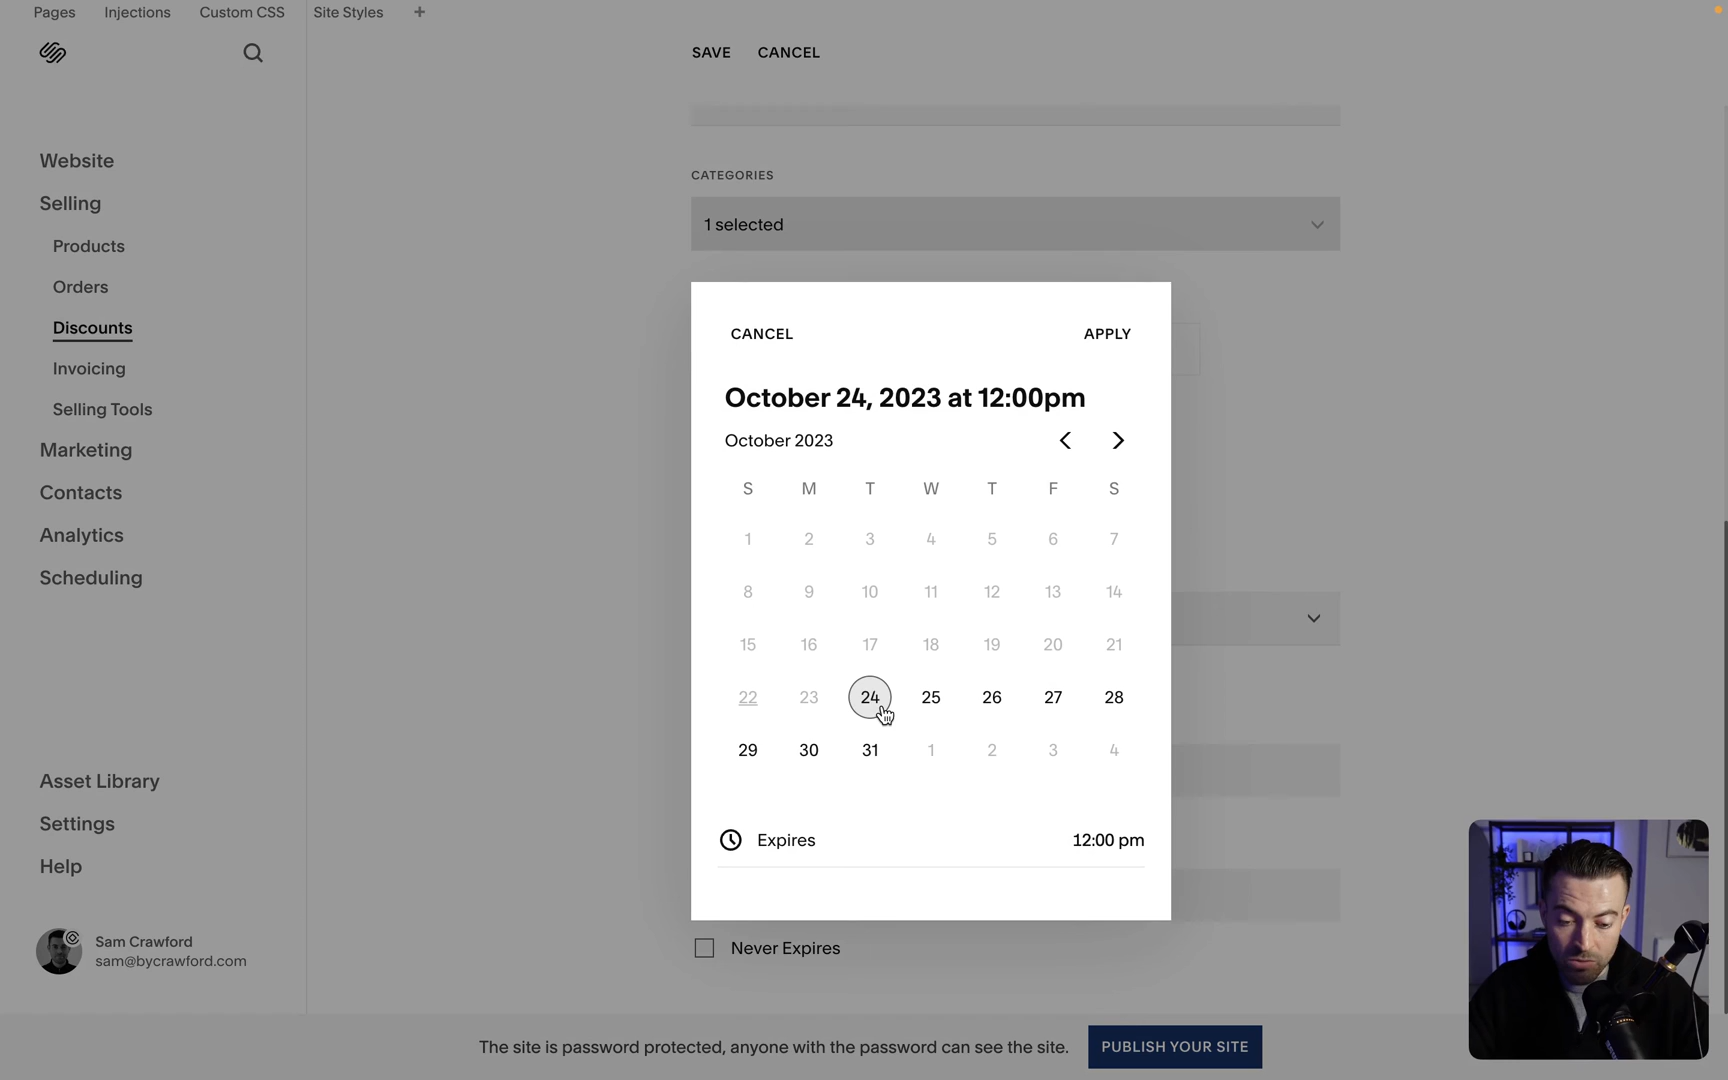 Pages Injections Custom CSS Site Styles +
SAVE CANCEL
Website
Selling
Products
Orders
Discounts
Invoicing
Selling Tools
Marketing
Contacts
Analytics
Scheduling
Asset Library
Settings
Help
Sam Crawford
sam@bycrawford.com
CATEGORIES
1 selected
CANCEL APPLY
October 24, 2023 at 12:00pm
October 2023
S M T W T F S
1 2 3 4 5 6 7
8 9 10 11 12 13 14
15 16 17 18 19 20 21
22 23 24 25 26 27 28
29 30 31 1 2 3 4
Expires 12:00 pm
Never Expires
The site is password protected, anyone with the password can see the site. PUBLISH YOUR SITE